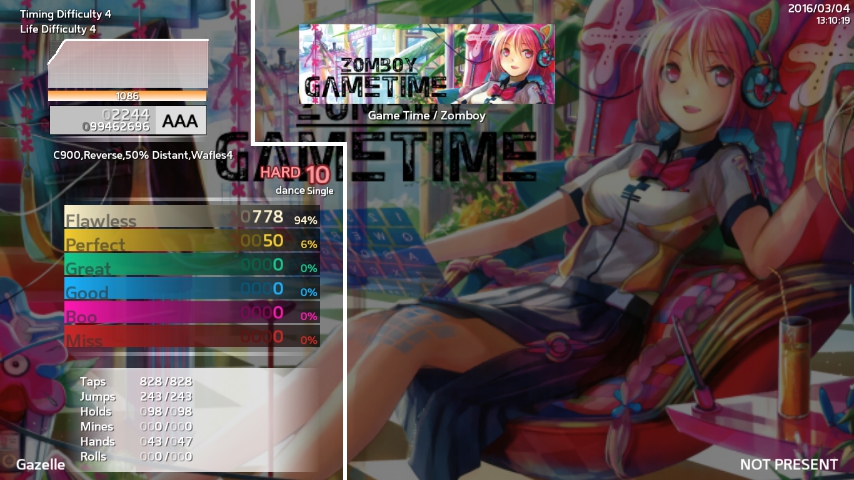 Timing Difficulty 4
Life Difficulty 4
2016/03/04
13:10:19
1086
02244
099462696
AAA
ZOMBOY
GAMETIME
Game Time / Zomboy
GAMETIME
C900,Reverse,50% Distant,Wafles4
HARD 10
dance Single
Flawless 0778 94%
Perfect 0050 6%
Great 0000 0%
Good 0000 0%
Boo 0000 0%
Miss 0000 0%
Taps 828/828
Jumps 243/243
Holds 098/098
Mines 000/000
Hands 043/047
Rolls 000/000
Gazelle
NOT PRESENT